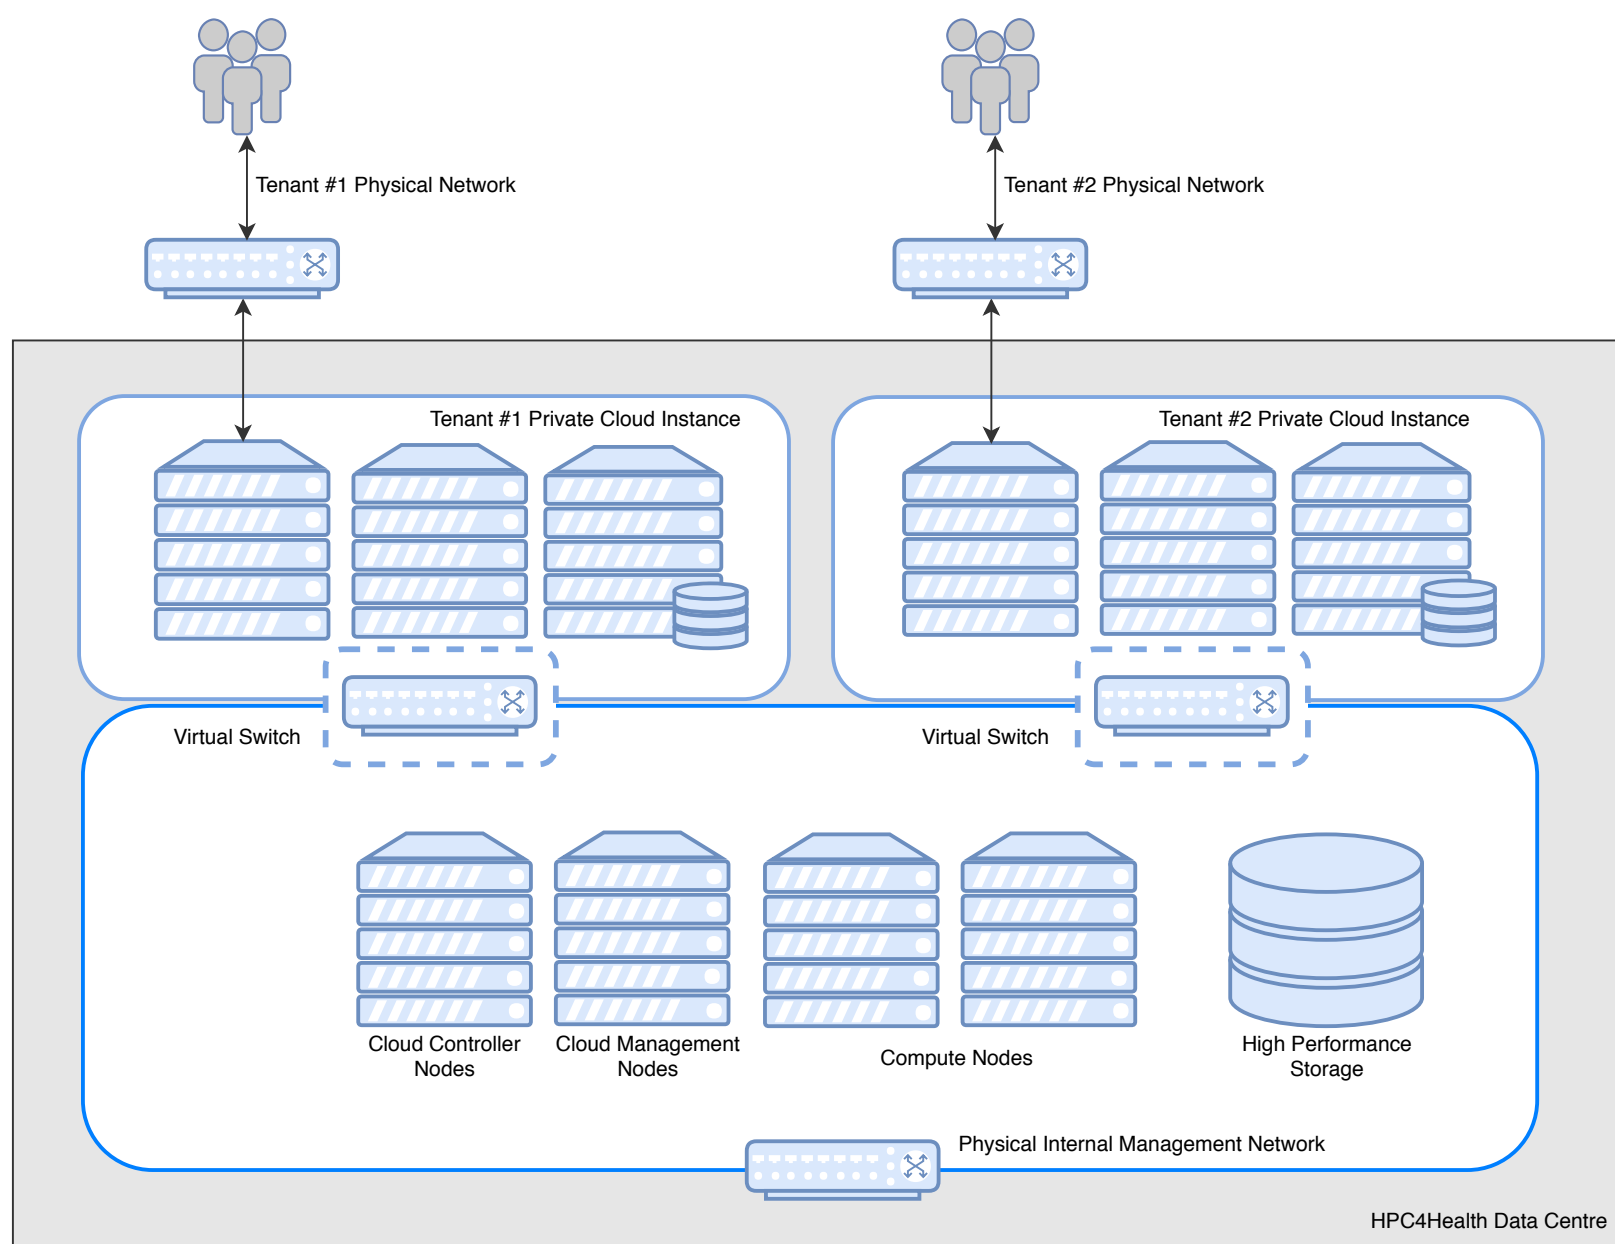 Tenant #1 Physical Network
Tenant #2 Physical Network
Tenant #1 Private Cloud Instance
Tenant #2 Private Cloud Instance
Virtual Switch
Virtual Switch
Cloud Controller
Nodes
Cloud Management
Nodes
Compute Nodes
High Performance
Storage
Physical Internal Management Network
HPC4Health Data Centre